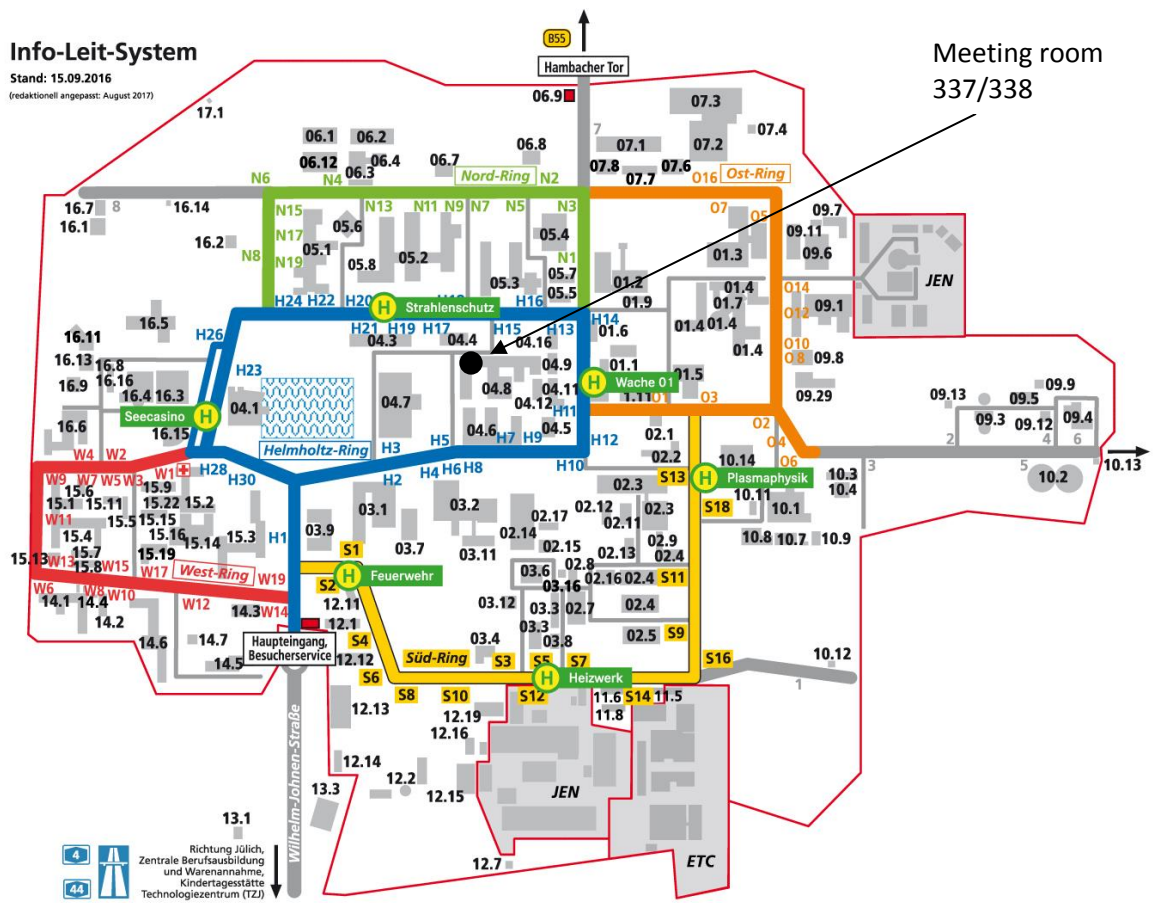 Info-Leit-System
Stand: 15.09.2016
(redaktionell angepasst: August 2017)
B55
Hambacher Tor
Meeting room
337/338
06.9
17.1
7
07.3
07.4
07.2
07.1
07.8
07.7
07.6
06.1
06.2
06.12
06.4
06.3
06.7
06.8
N6
N4
Nord-Ring
N2
O16
Ost-Ring
16.7
8
16.14
16.1
16.2
N15
N17
N19
N8
05.1
05.6
N13
N11
N9
N7
N5
N3
N1
05.8
05.2
05.3
05.4
05.7
05.5
O7
O5
01.3
01.2
01.9
09.7
09.11
09.6
JEN
01.4
01.7
01.4
01.4
01.4
O14
O12
O10
O8
09.1
09.8
09.29
H24
H22
H20
H Strahlenschutz
H18
H16
H21
H19
H17
H15
H13
H14
04.3
04.4
04.16
01.6
01.1
01.5
16.5
16.11
16.13
16.8
16.16
16.9
16.4
16.3
16.6
16.15
H26
H23
04.1
Seecasino H
04.7
04.8
04.9
04.11
04.12
04.5
04.6
H11
H Wache 01
1.11
O1
O3
O2
O4
O6
Helmholtz-Ring
H3
H5
H7
H9
H2
H4
H6
H8
H10
H12
H28
H30
H1
09.13
09.3
09.5
09.9
09.12
09.4
2
4
6
3
5
10.13
10.2
W4
W2
W9
W7
W5
W3
W1
W11
W13
W15
W17
W19
W6
W8
W10
W12
W14
West-Ring
15.6
15.1
15.11
15.9
15.22
15.2
15.5
15.15
15.4
15.16
15.14
15.3
15.7
15.8
15.13
15.19
14.1
14.4
14.2
14.6
14.7
14.3
14.5
02.1
02.2
S13
10.14
H Plasmaphysik
10.3
10.4
10.11
10.1
S18
10.8
10.7
10.9
02.3
02.12
02.11
02.3
02.9
02.13
02.4
03.1
03.9
03.7
03.2
03.11
02.14
02.17
02.15
02.8
02.16
02.4
S11
03.6
03.16
03.12
03.3
03.3
03.8
02.7
02.4
02.5
S9
03.4
S1
S2
H Feuerwehr
12.11
12.1
12.12
S4
S6
Süd-Ring
S3
S5
S7
H Heizwerk
S8
S10
S12
S14
S16
10.12
1
11.6
11.8
11.5
Haupteingang,
Besucherservice
Wilhelm-Johnen-Straße
12.13
12.14
12.19
12.16
12.2
12.15
12.7
13.3
13.1
JEN
ETC
4
44
Richtung Jülich,
Zentrale Berufsausbildung
und Warenannahme,
Kindertagesstätte
Technologiezentrum (TZJ)